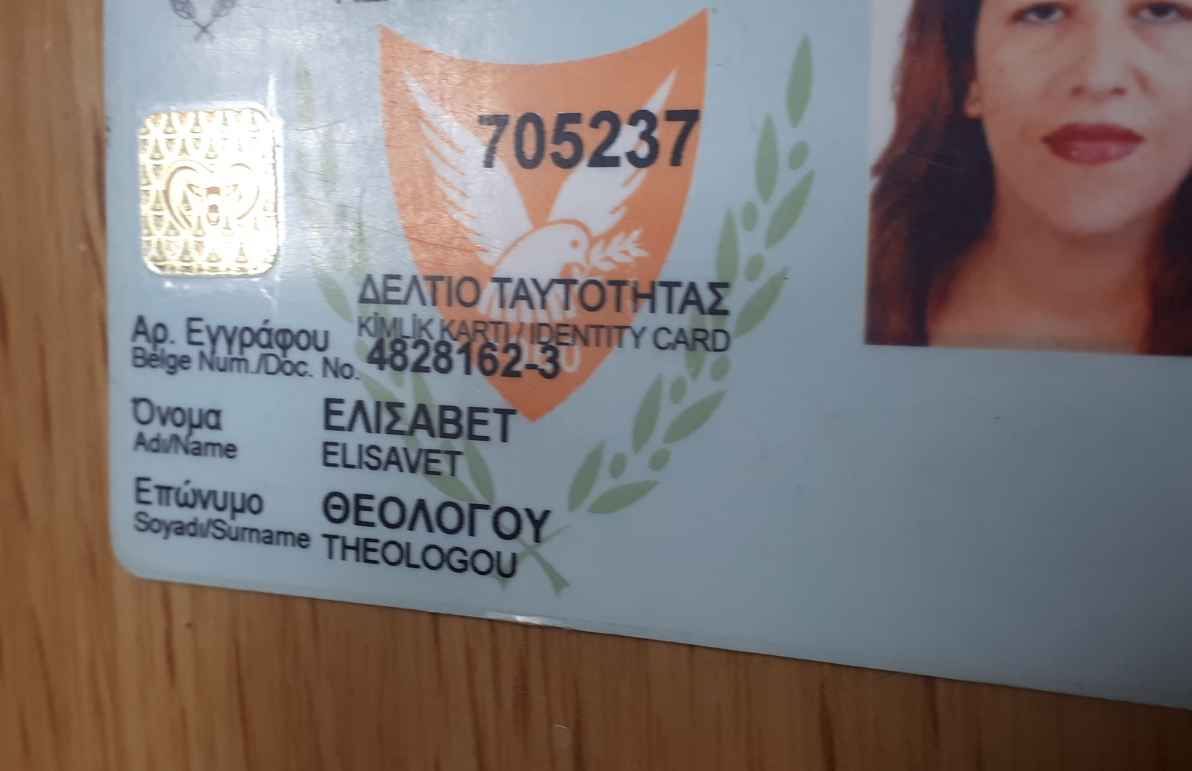 705237
ΔΕΛΤΙΟ ΤΑΥΤΟΤΗΤΑΣ
KİMLİK KARTI / IDENTITY CARD
Αρ. Εγγράφου
Belge Num./Doc. No. 4828162-3
Όνομα ΕΛΙΣΑΒΕΤ
Adı/Name ELISAVET
Επώνυμο ΘΕΟΛΟΓΟΥ
Soyadı/Surname THEOLOGOU